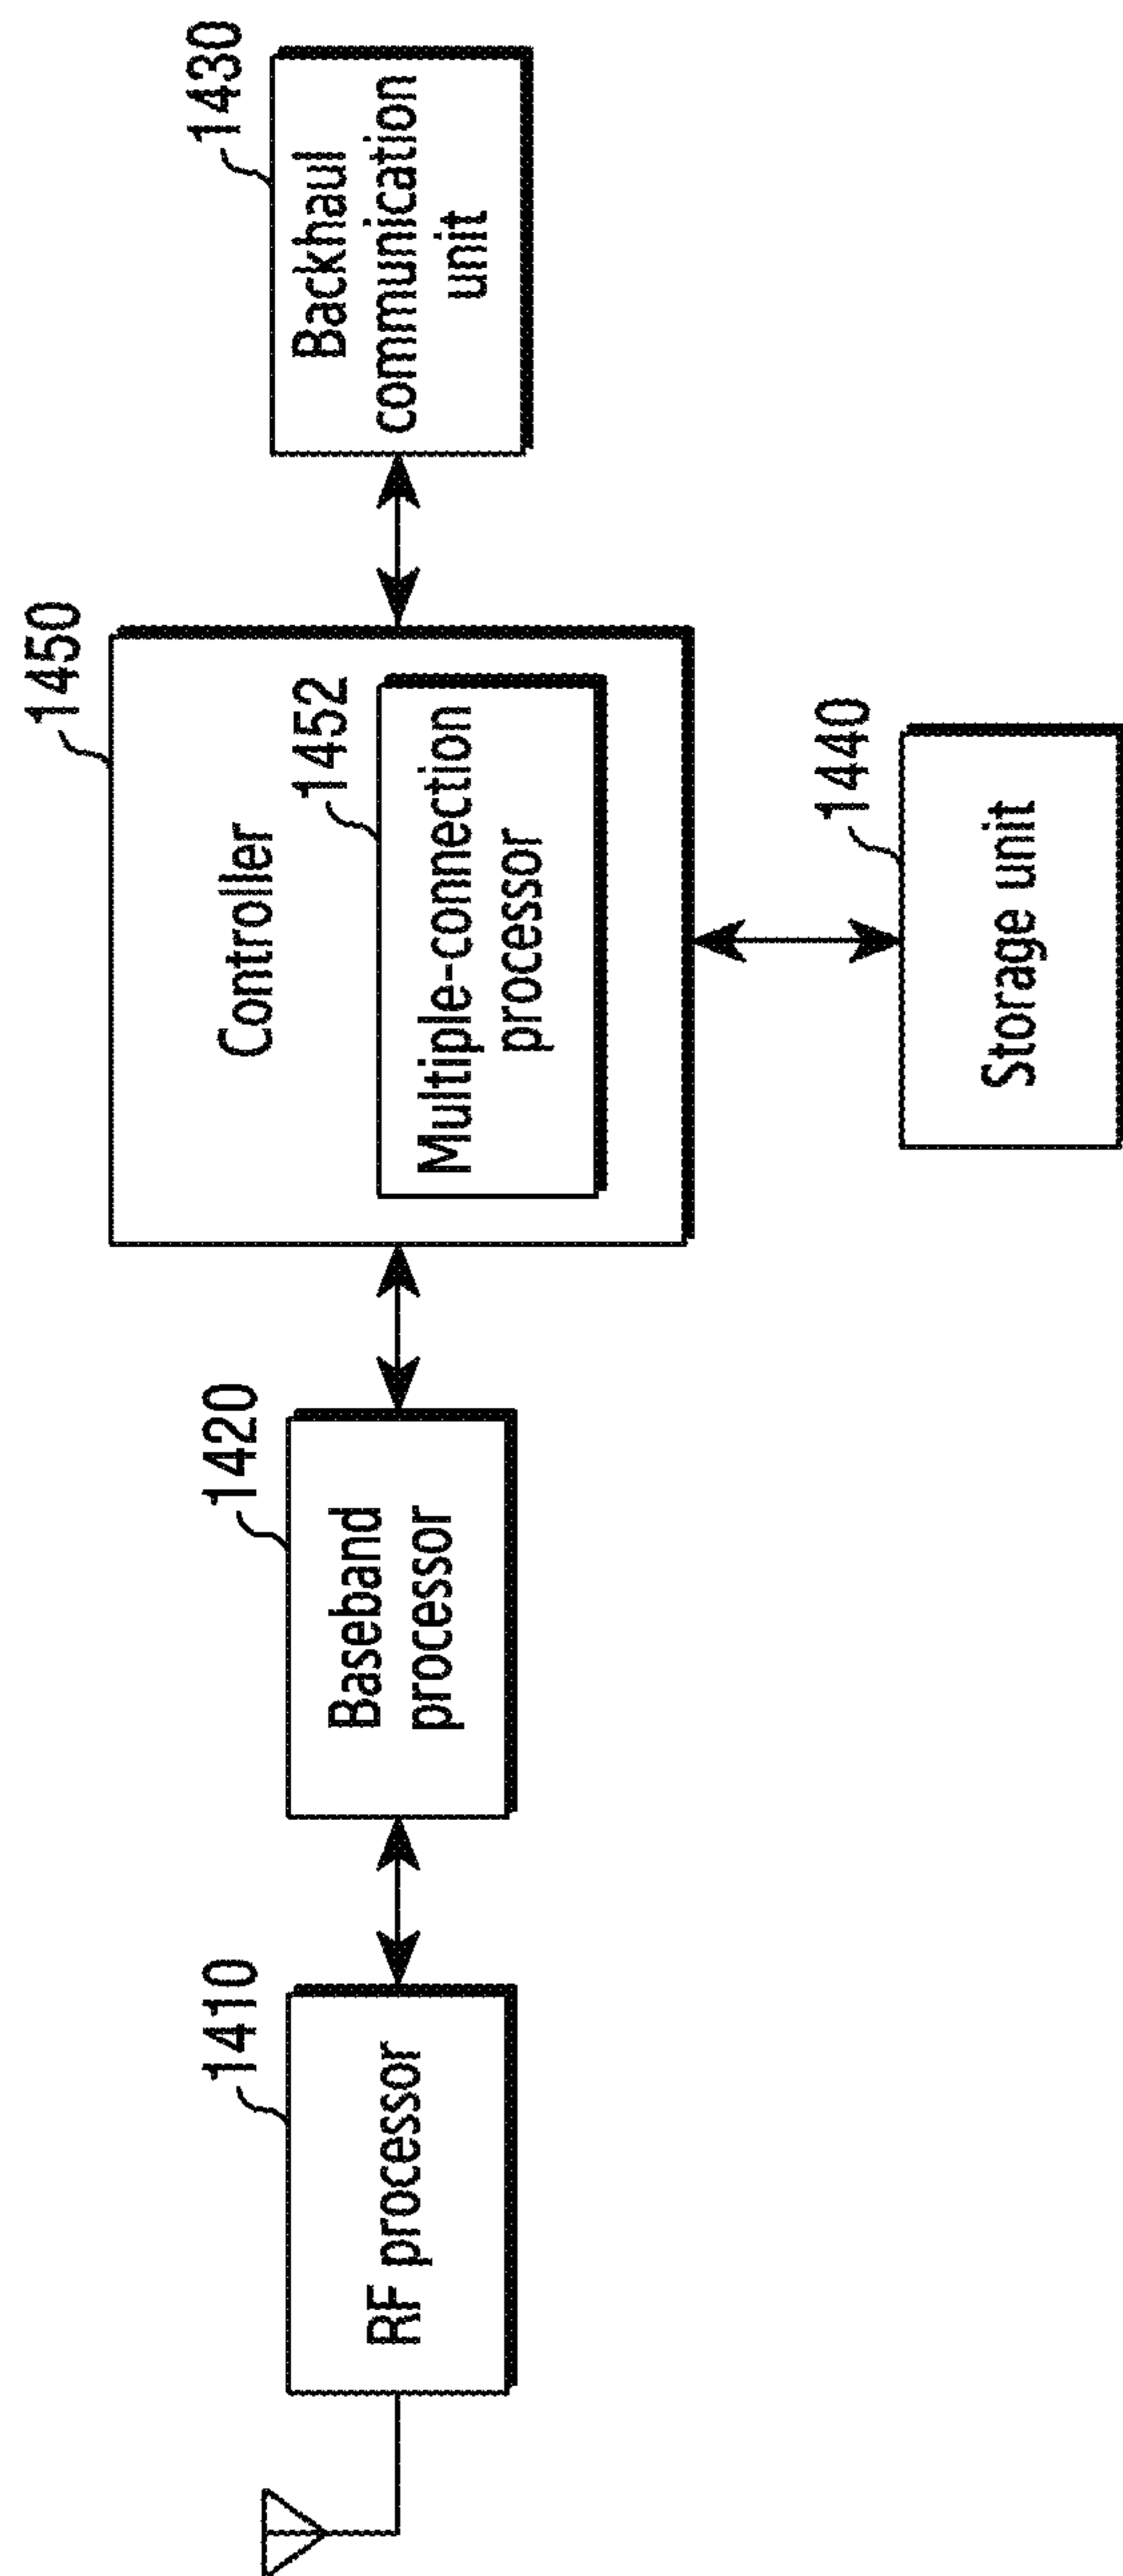 1410
RF processor
1420
Baseband
processor
1450
Controller
1452
Multiple-connection
processor
1430
Backhaul
communication
unit
1440
Storage unit